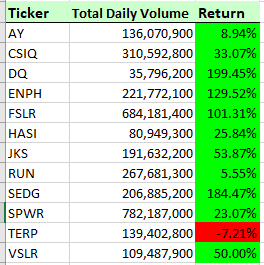 Ticker Total Daily Volume Return
AY 136,070,900 8.94%
CSIQ 310,592,800 33.07%
DQ 35,796,200 199.45%
ENPH 221,772,100 129.52%
FSLR 684,181,400 101.31%
HASI 80,949,300 25.84%
JKS 191,632,200 53.87%
RUN 267,681,300 5.55%
SEDG 206,885,200 184.47%
SPWR 782,187,000 23.07%
TERP 139,402,800 -7.21%
VSLR 109,487,900 50.00%